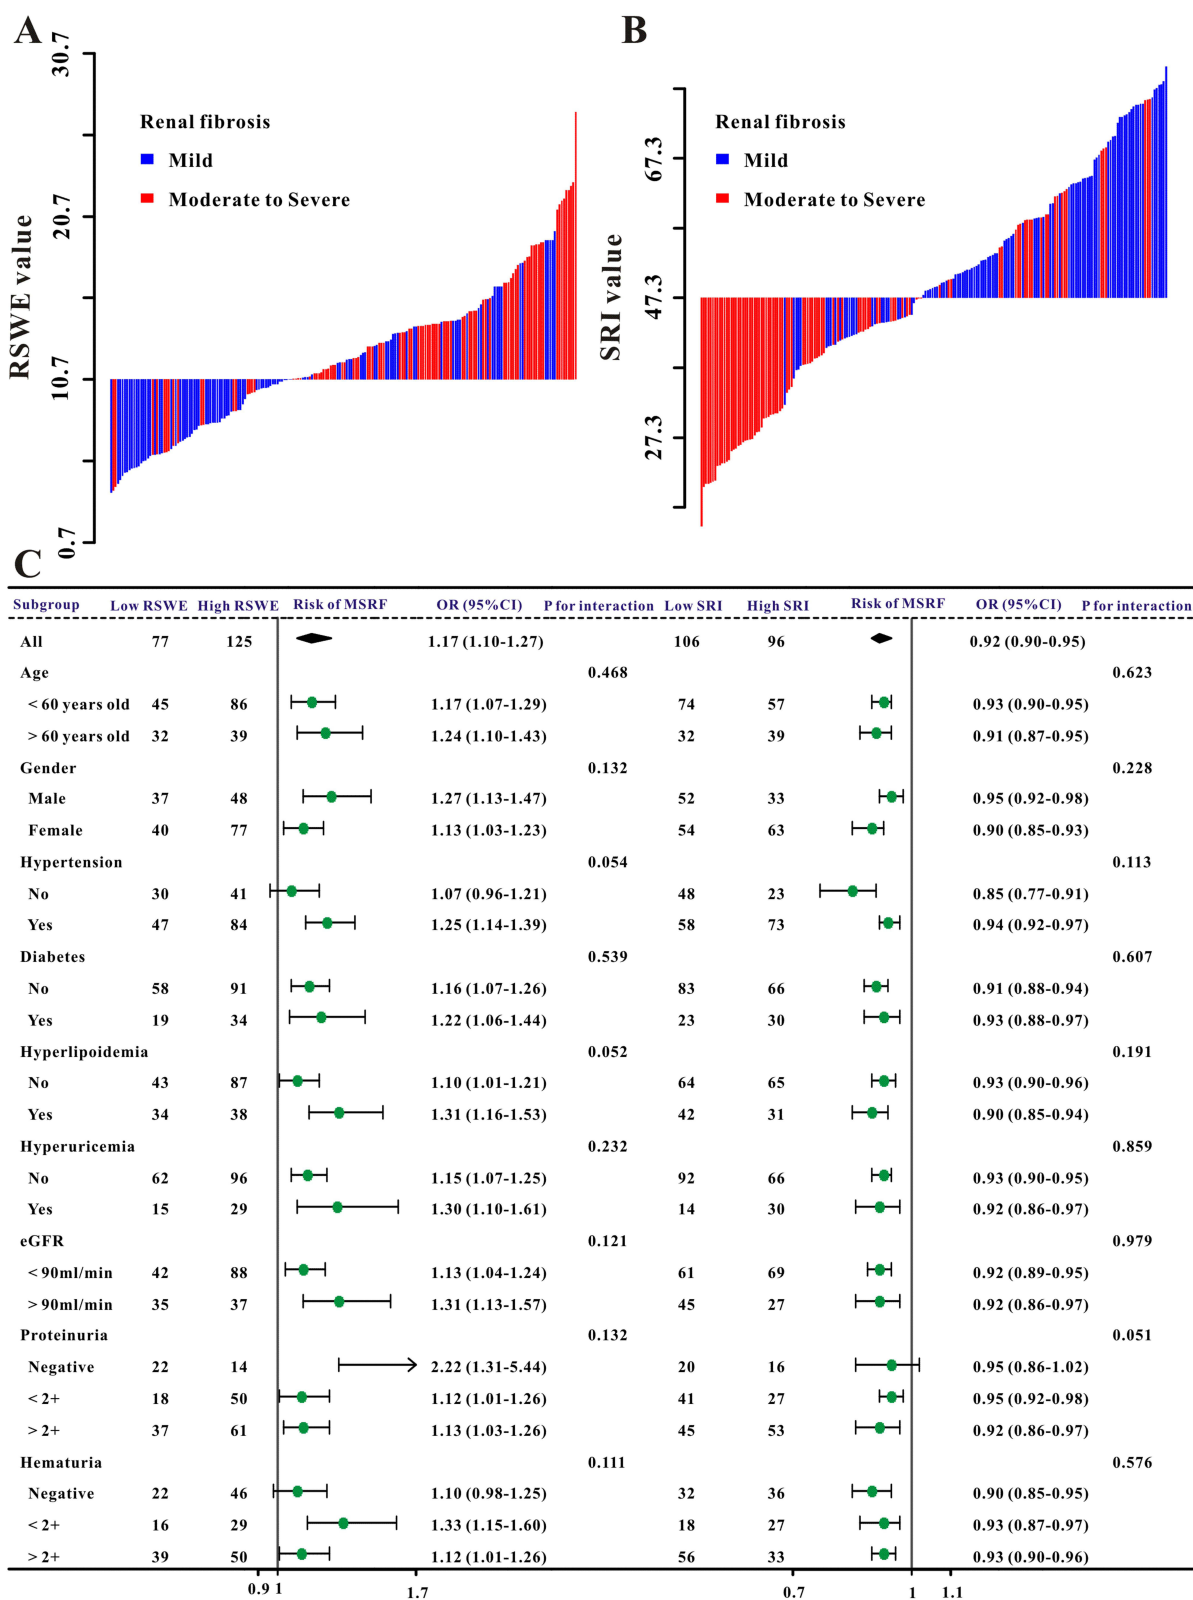 A
B
RSWE value
30.7
20.7
10.7
0.7
Renal fibrosis
Mild
Moderate to Severe
SRI value
67.3
47.3
27.3
Renal fibrosis
Mild
Moderate to Severe
C
Subgroup Low RSWE High RSWE Risk of MSRF OR (95%CI) P for interaction Low SRI High SRI Risk of MSRF OR (95%CI) P for interaction
All 77 125 1.17 (1.10-1.27) 106 96 0.92 (0.90-0.95)
Age 0.468 0.623
< 60 years old 45 86 1.17 (1.07-1.29) 74 57 0.93 (0.90-0.95)
> 60 years old 32 39 1.24 (1.10-1.43) 32 39 0.91 (0.87-0.95)
Gender 0.132 0.228
Male 37 48 1.27 (1.13-1.47) 52 33 0.95 (0.92-0.98)
Female 40 77 1.13 (1.03-1.23) 54 63 0.90 (0.85-0.93)
Hypertension 0.054 0.113
No 30 41 1.07 (0.96-1.21) 48 23 0.85 (0.77-0.91)
Yes 47 84 1.25 (1.14-1.39) 58 73 0.94 (0.92-0.97)
Diabetes 0.539 0.607
No 58 91 1.16 (1.07-1.26) 83 66 0.91 (0.88-0.94)
Yes 19 34 1.22 (1.06-1.44) 23 30 0.93 (0.88-0.97)
Hyperlipoidemia 0.052 0.191
No 43 87 1.10 (1.01-1.21) 64 65 0.93 (0.90-0.96)
Yes 34 38 1.31 (1.16-1.53) 42 31 0.90 (0.85-0.94)
Hyperuricemia 0.232 0.859
No 62 96 1.15 (1.07-1.25) 92 66 0.93 (0.90-0.95)
Yes 15 29 1.30 (1.10-1.61) 14 30 0.92 (0.86-0.97)
eGFR 0.121 0.979
< 90ml/min 42 88 1.13 (1.04-1.24) 61 69 0.92 (0.89-0.95)
> 90ml/min 35 37 1.31 (1.13-1.57) 45 27 0.92 (0.86-0.97)
Proteinuria 0.132 0.051
Negative 22 14 2.22 (1.31-5.44) 20 16 0.95 (0.86-1.02)
< 2+ 18 50 1.12 (1.01-1.26) 41 27 0.95 (0.92-0.98)
> 2+ 37 61 1.13 (1.03-1.26) 45 53 0.92 (0.86-0.97)
Hematuria 0.111 0.576
Negative 22 46 1.10 (0.98-1.25) 32 36 0.90 (0.85-0.95)
< 2+ 16 29 1.33 (1.15-1.60) 18 27 0.93 (0.87-0.97)
> 2+ 39 50 1.12 (1.01-1.26) 56 33 0.93 (0.90-0.96)
0.9 1 1.7 0.7 1 1.1